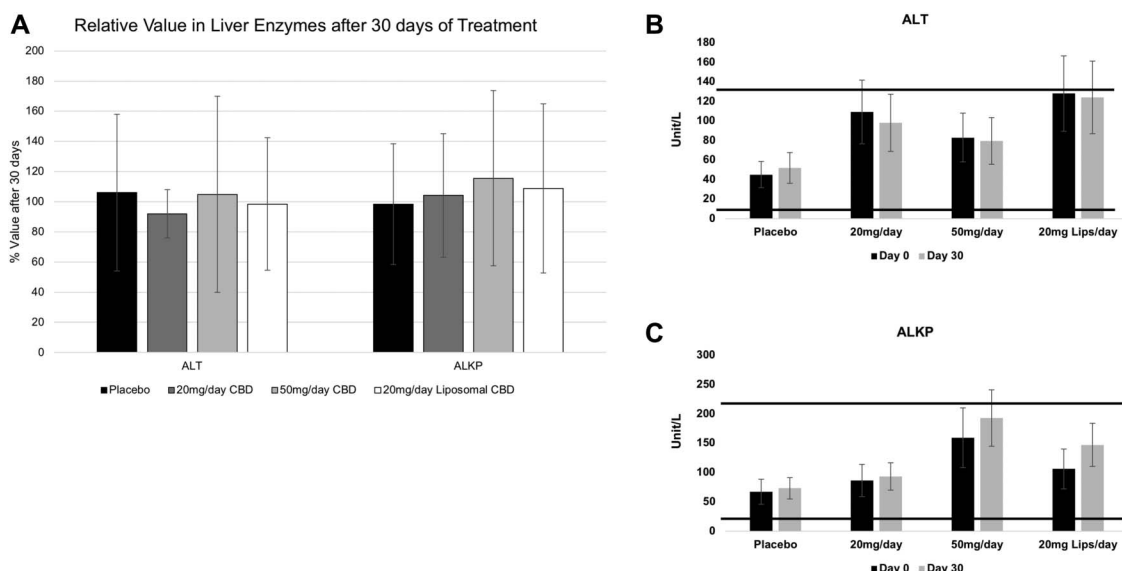 A
Relative Value in Liver Enzymes after 30 days of Treatment
% Value after 30 days
200
180
160
140
120
100
80
60
40
20
0
ALT
ALKP
Placebo
20mg/day CBD
50mg/day CBD
20mg/day Liposomal CBD
B
ALT
Unit/L
180
160
140
120
100
80
60
40
20
0
Placebo
20mg/day
50mg/day
20mg Lips/day
Day 0
Day 30
C
ALKP
Unit/L
300
250
200
150
100
50
0
Placebo
20mg/day
50mg/day
20mg Lips/day
Day 0
Day 30